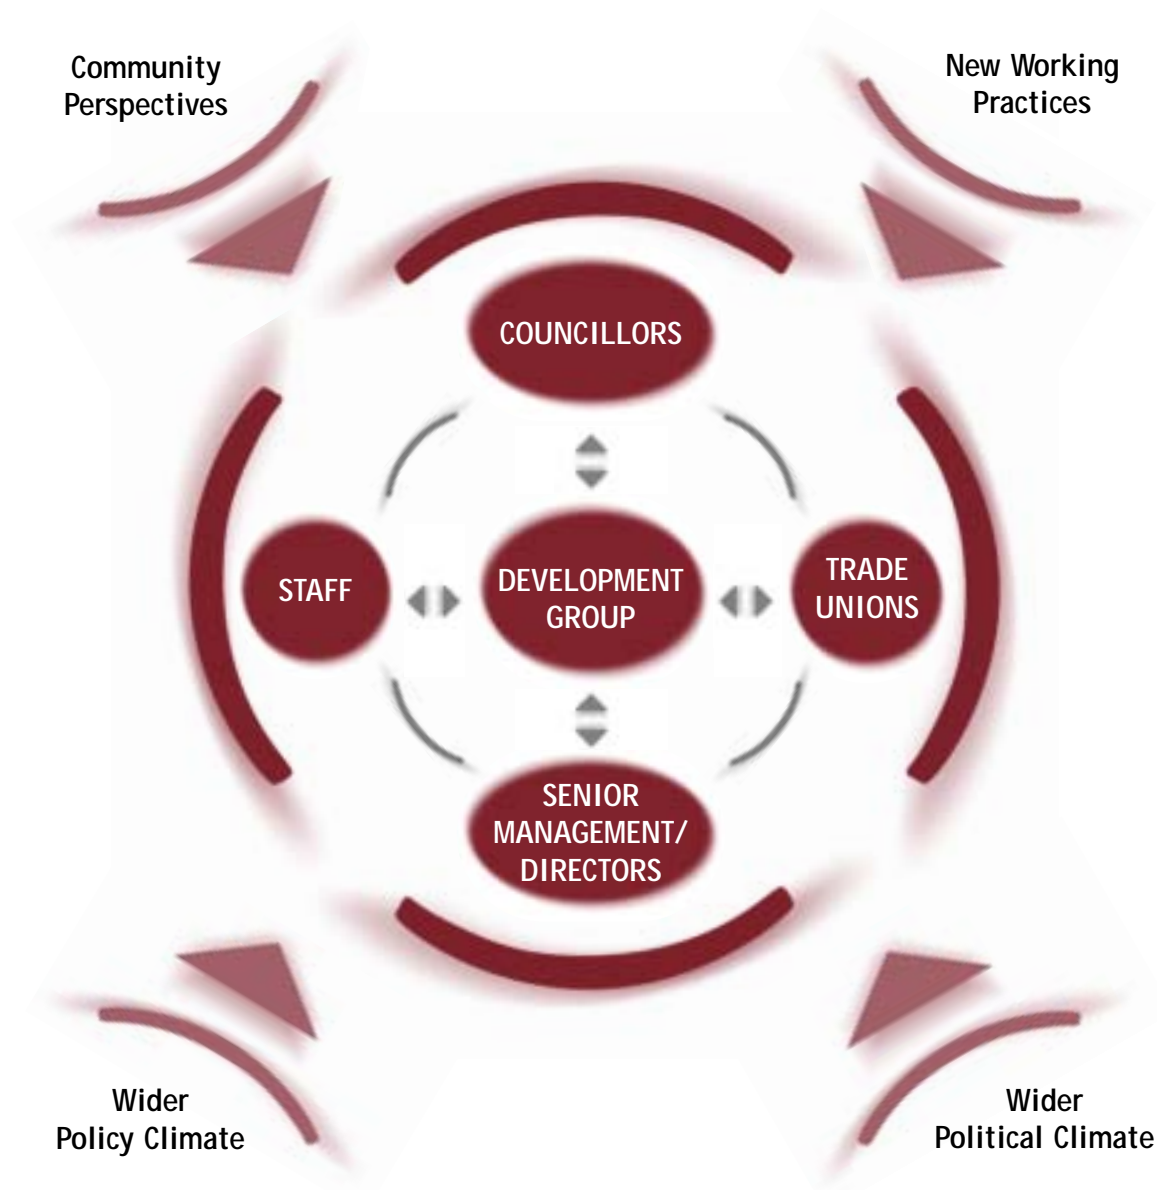 Community
Perspectives
New Working
Practices
COUNCILLORS
STAFF
DEVELOPMENT
GROUP
TRADE
UNIONS
SENIOR
MANAGEMENT/
DIRECTORS
Wider
Policy Climate
Wider
Political Climate